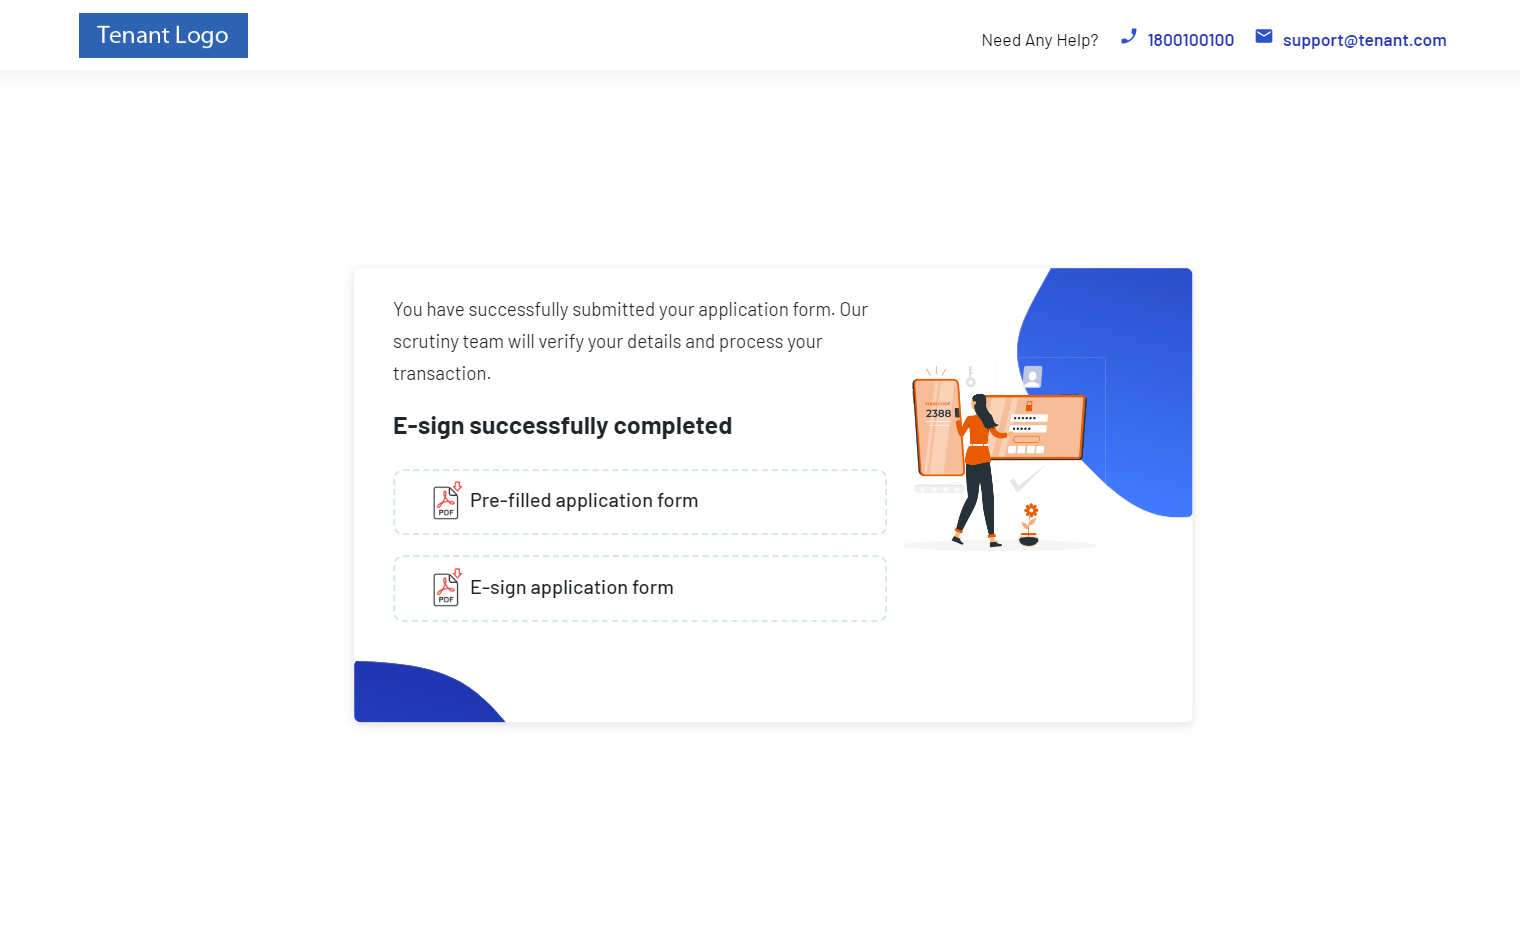 Tenant Logo
Need Any Help? 1800100100 support@tenant.com
You have successfully submitted your application form. Our
scrutiny team will verify your details and process your
transaction.
E-sign successfully completed
PDF Pre-filled application form
PDF E-sign application form
YOUR CODE
2388